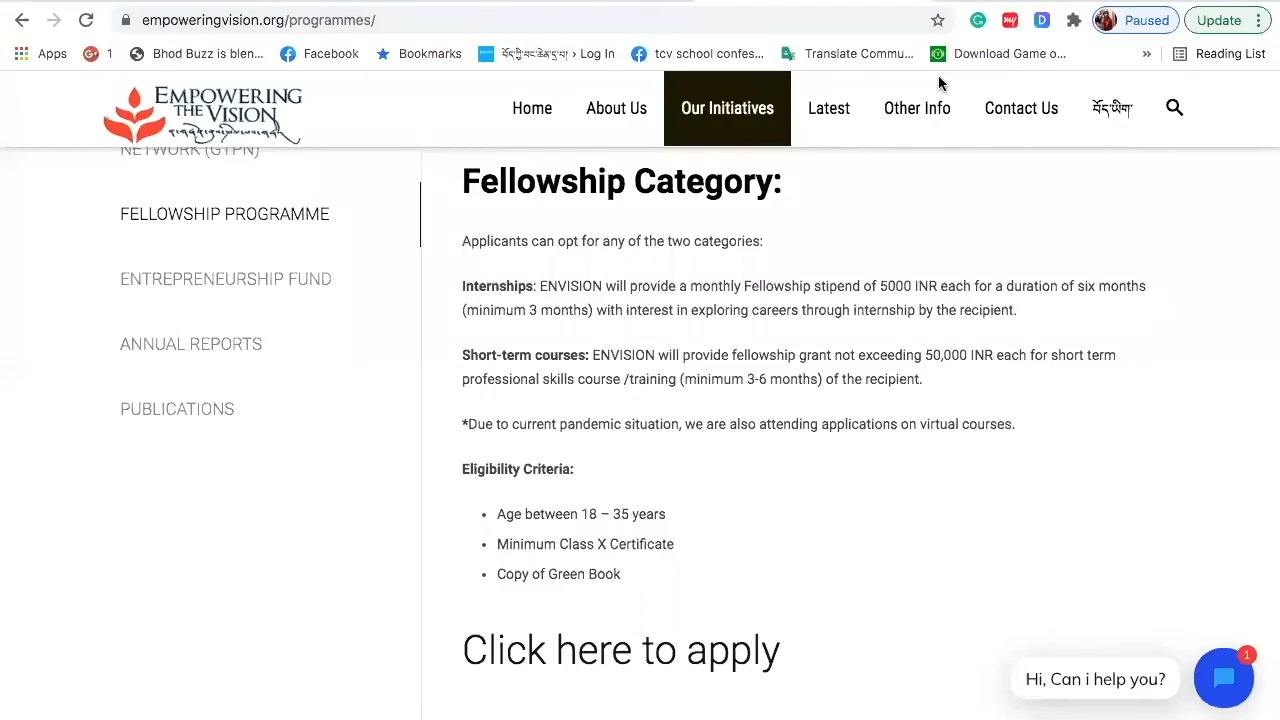 empoweringvision.org/programmes/
Paused
Update
Apps
1
Bhod Buzz is blen...
Facebook
Bookmarks
› Log In
tcv school confes...
Translate Commu...
Download Game o...
»
Reading List
EMPOWERING
THE VISION
Home
About Us
Our Initiatives
Latest
Other Info
Contact Us
བོད་ཡིག
NETWORK (GTPN)
FELLOWSHIP PROGRAMME
ENTREPRENEURSHIP FUND
ANNUAL REPORTS
PUBLICATIONS
Fellowship Category:
Applicants can opt for any of the two categories:
Internships: ENVISION will provide a monthly Fellowship stipend of 5000 INR each for a duration of six months
(minimum 3 months) with interest in exploring careers through internship by the recipient.
Short-term courses: ENVISION will provide fellowship grant not exceeding 50,000 INR each for short term
professional skills course /training (minimum 3-6 months) of the recipient.
*Due to current pandemic situation, we are also attending applications on virtual courses.
Eligibility Criteria:
• Age between 18 – 35 years
• Minimum Class X Certificate
• Copy of Green Book
Click here to apply
Hi, Can i help you?
1